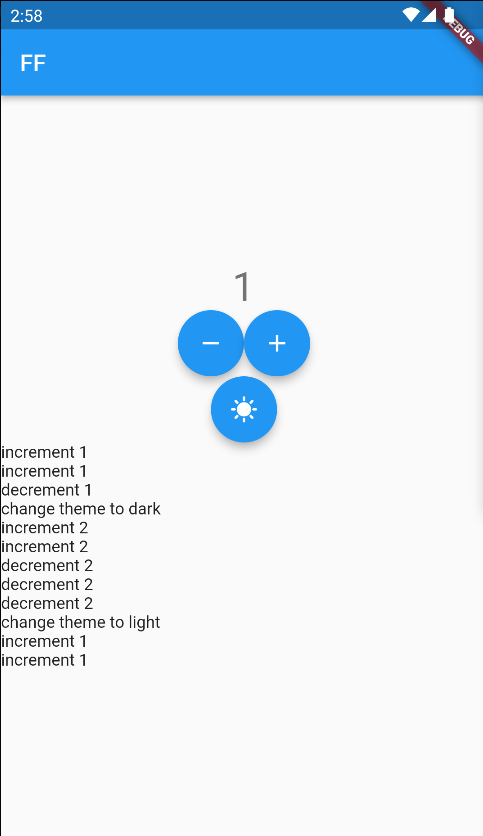 2:58
DEBUG
FF
1
increment 1
increment 1
decrement 1
change theme to dark
increment 2
increment 2
decrement 2
decrement 2
decrement 2
change theme to light
increment 1
increment 1